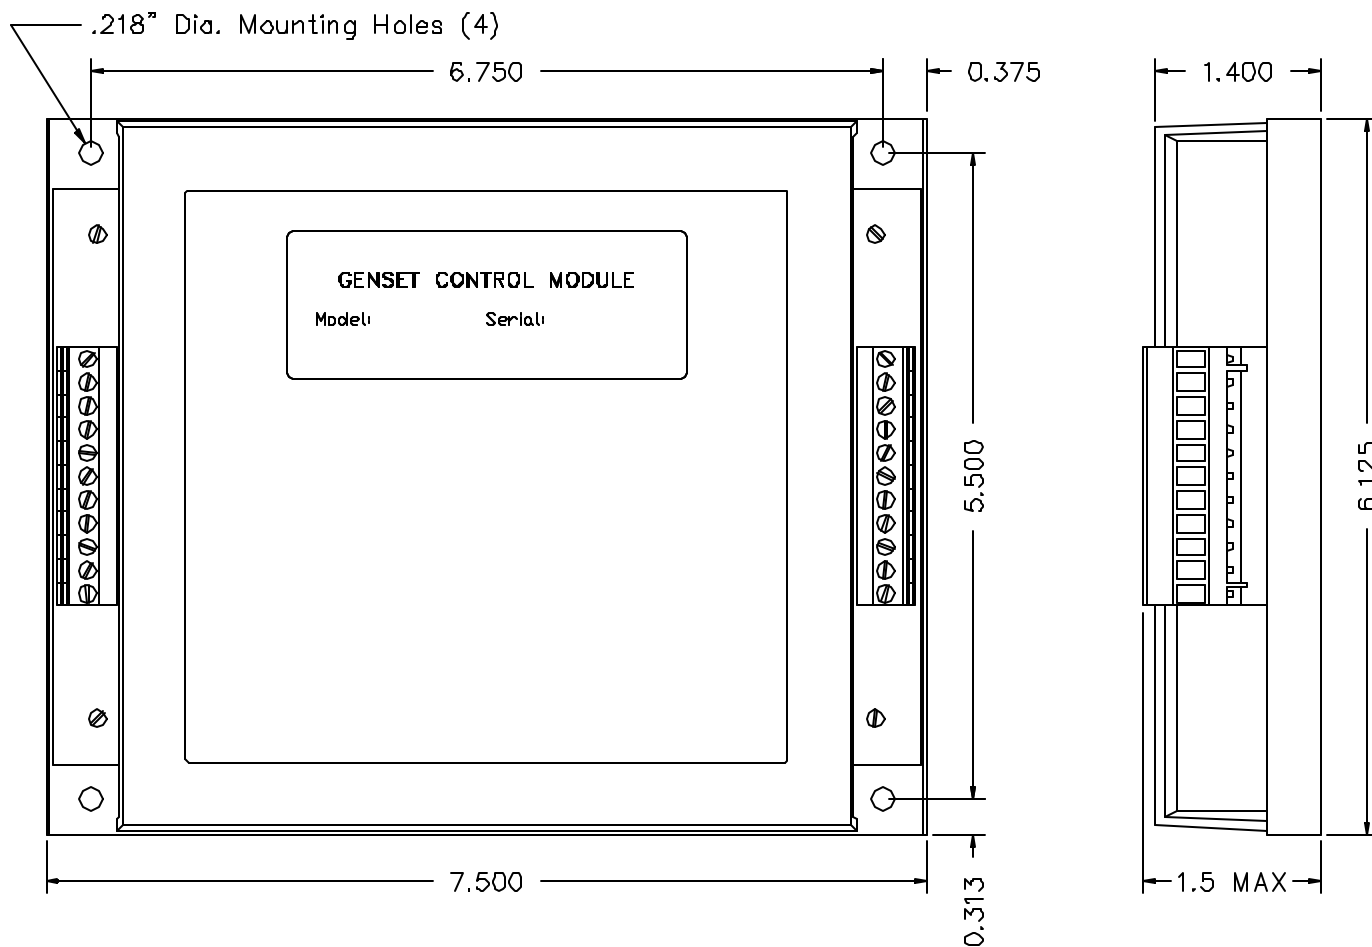 .218" Dia. Mounting Holes (4)
6.750
0.375
1.400
GENSET CONTROL MODULE
Model: Serial:
5.500
6.125
7.500
1.5 MAX
0.313